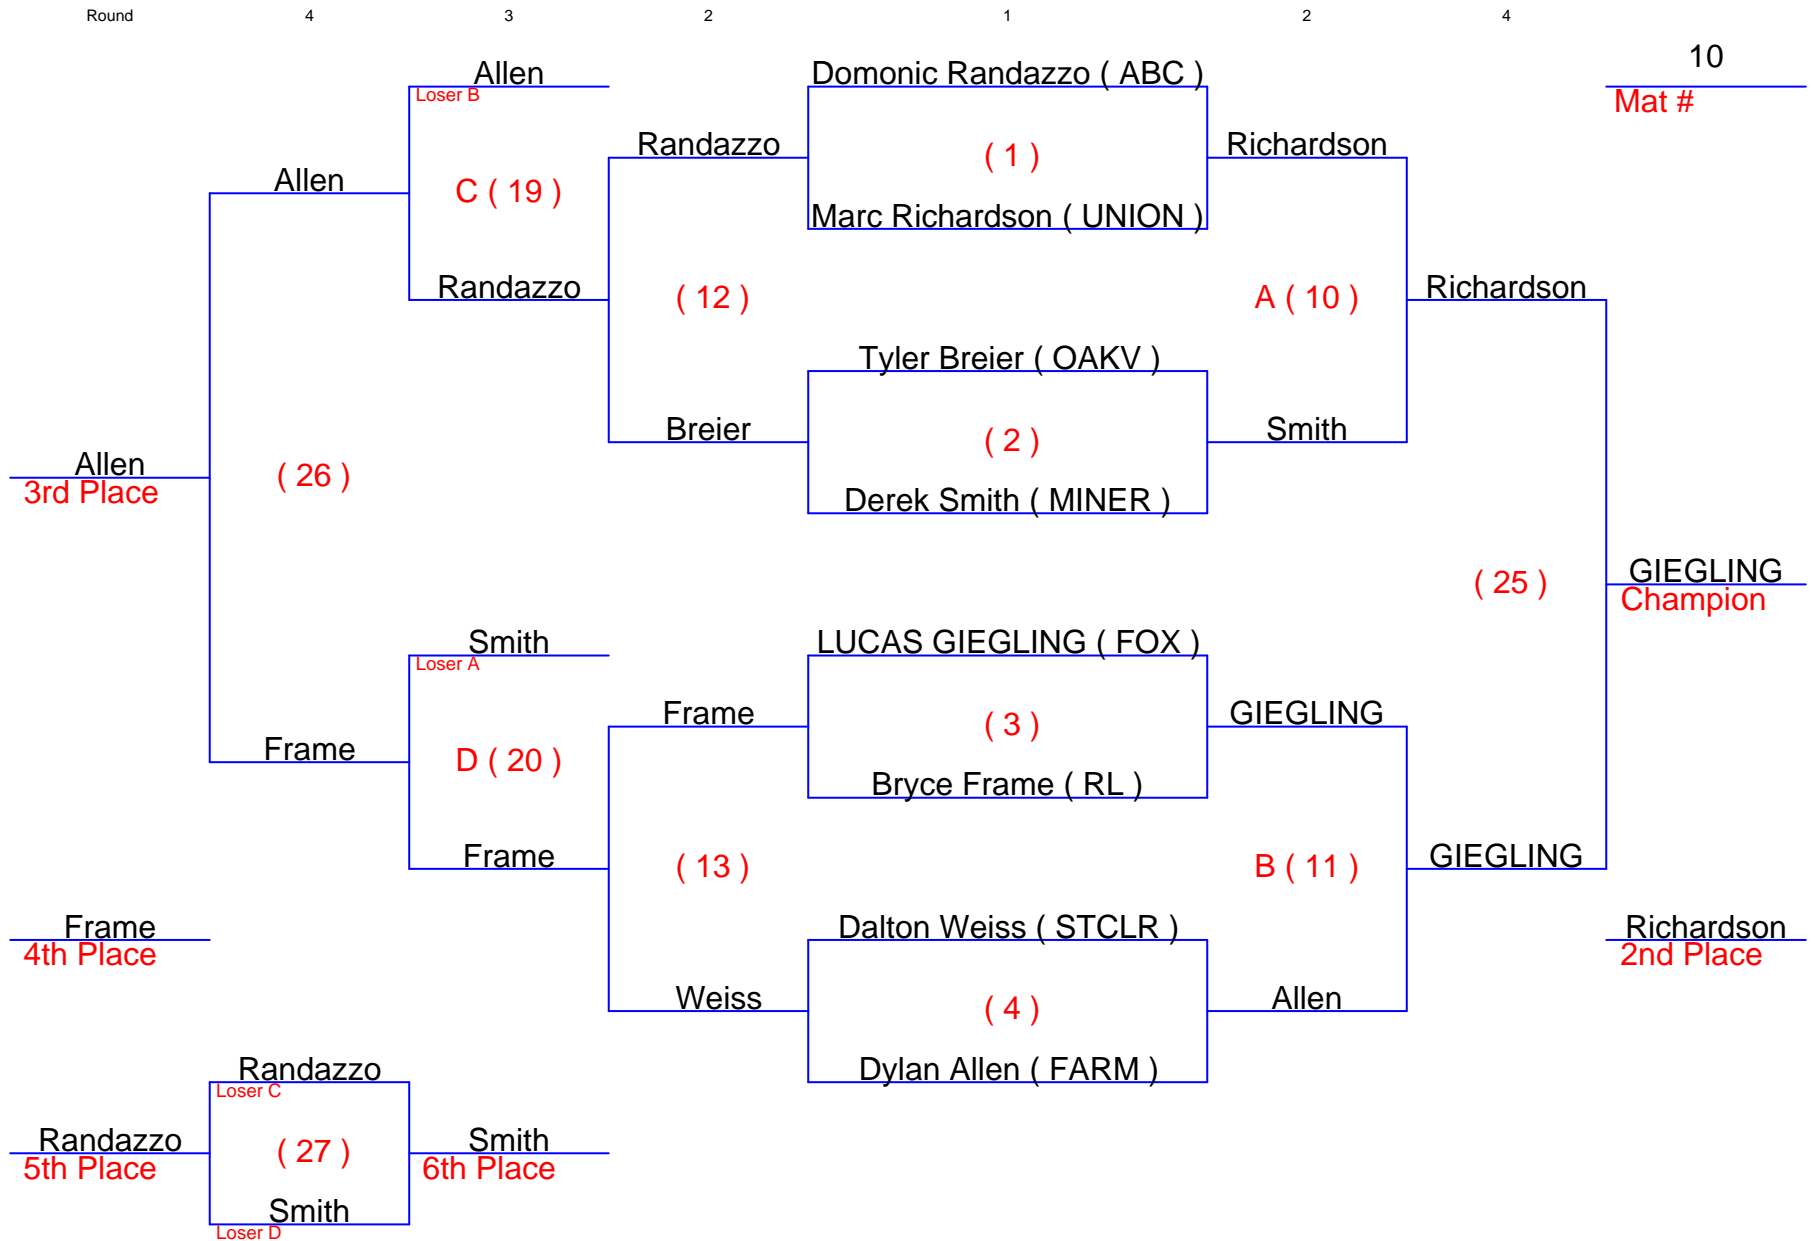 Round 4 3 2 1 2 4
10
Mat #
Allen
Loser B
Domonic Randazzo ( ABC )
Randazzo
( 1 )
Richardson
Allen
C ( 19 )
Marc Richardson ( UNION )
Randazzo
( 12 )
A ( 10 )
Richardson
Tyler Breier ( OAKV )
Breier
( 2 )
Smith
Allen
3rd Place
( 26 )
Derek Smith ( MINER )
( 25 )
GIEGLING
Champion
Smith
Loser A
LUCAS GIEGLING ( FOX )
Frame
( 3 )
GIEGLING
Frame
D ( 20 )
Bryce Frame ( RL )
Frame
( 13 )
B ( 11 )
GIEGLING
Frame
4th Place
Dalton Weiss ( STCLR )
Richardson
2nd Place
Weiss
( 4 )
Allen
Randazzo
Loser C
Dylan Allen ( FARM )
Randazzo
5th Place
( 27 )
Smith
6th Place
Smith
Loser D